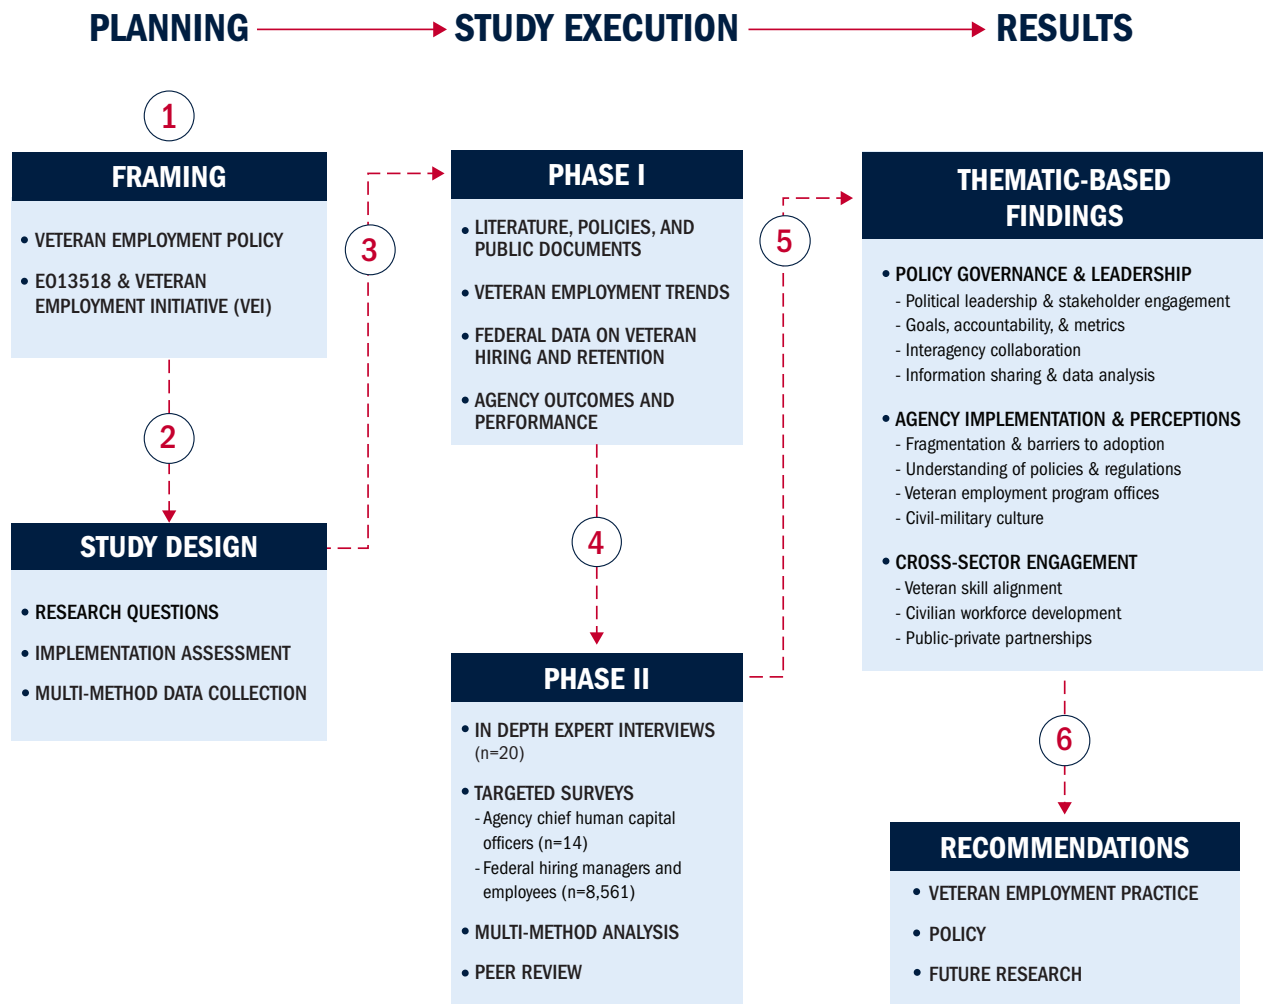 PLANNING
STUDY EXECUTION
RESULTS
1
FRAMING
• VETERAN EMPLOYMENT POLICY
• EO13518 & VETERAN
EMPLOYMENT INITIATIVE (VEI)
2
STUDY DESIGN
• RESEARCH QUESTIONS
• IMPLEMENTATION ASSESSMENT
• MULTI-METHOD DATA COLLECTION
3
PHASE I
• LITERATURE, POLICIES, AND
PUBLIC DOCUMENTS
• VETERAN EMPLOYMENT TRENDS
• FEDERAL DATA ON VETERAN
HIRING AND RETENTION
• AGENCY OUTCOMES AND
PERFORMANCE
4
PHASE II
• IN DEPTH EXPERT INTERVIEWS
(n=20)
• TARGETED SURVEYS
- Agency chief human capital
officers (n=14)
- Federal hiring managers and
employees (n=8,561)
• MULTI-METHOD ANALYSIS
• PEER REVIEW
5
THEMATIC-BASED
FINDINGS
• POLICY GOVERNANCE & LEADERSHIP
- Political leadership & stakeholder engagement
- Goals, accountability, & metrics
- Interagency collaboration
- Information sharing & data analysis
• AGENCY IMPLEMENTATION & PERCEPTIONS
- Fragmentation & barriers to adoption
- Understanding of policies & regulations
- Veteran employment program offices
- Civil-military culture
• CROSS-SECTOR ENGAGEMENT
- Veteran skill alignment
- Civilian workforce development
- Public-private partnerships
6
RECOMMENDATIONS
• VETERAN EMPLOYMENT PRACTICE
• POLICY
• FUTURE RESEARCH